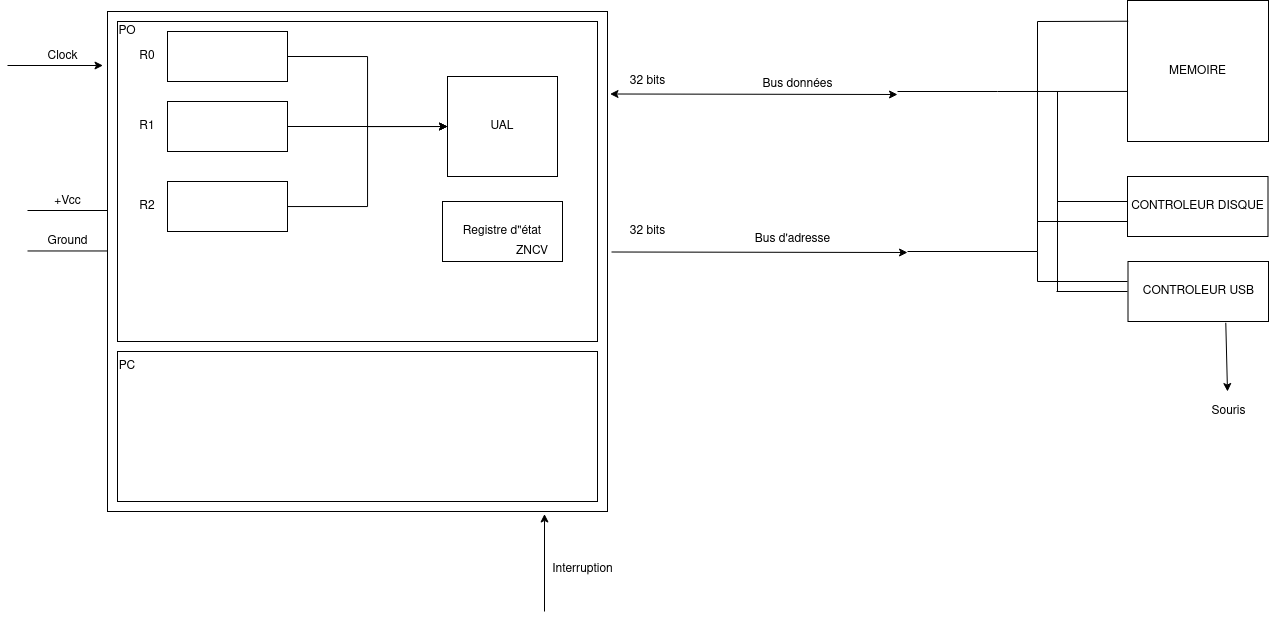 PO
Clock
R0
R1
R2
UAL
Registre d"état
ZNCV
+Vcc
Ground
PC
Interruption
32 bits
Bus données
32 bits
Bus d'adresse
MEMOIRE
CONTROLEUR DISQUE
CONTROLEUR USB
Souris